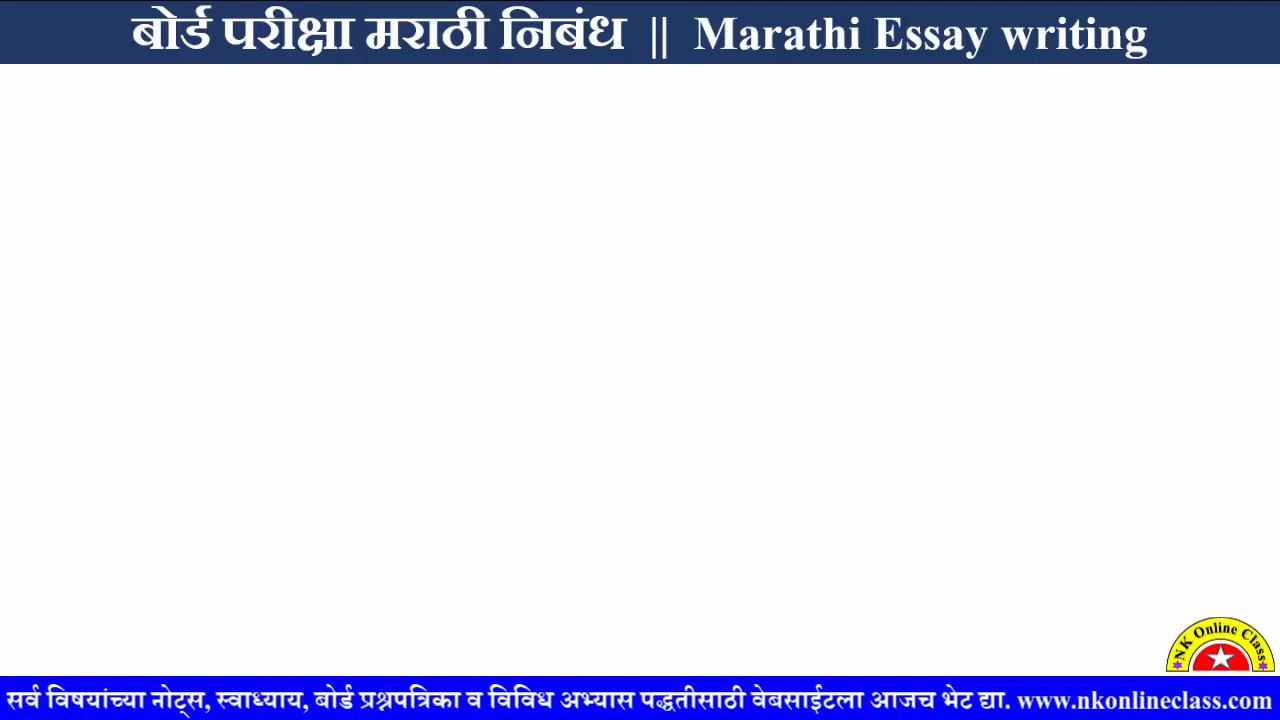 बोर्ड परीक्षा मराठी निबंध || Marathi Essay writing
NK Online Class
सर्व विषयांच्या नोट्स, स्वाध्याय, बोर्ड प्रश्नपत्रिका व विविध अभ्यास पद्धतीसाठी वेबसाईटला आजच भेट द्या. www.nkonlineclass.com